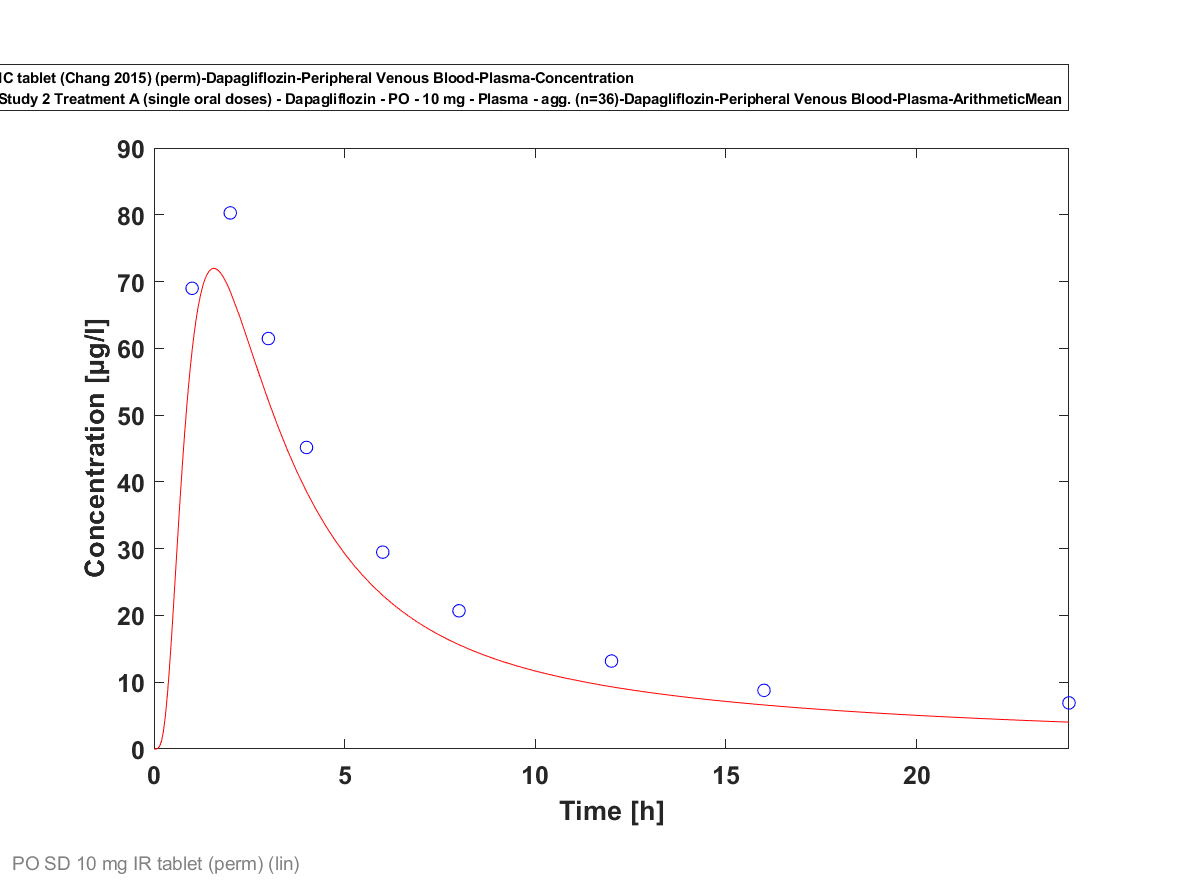 IC tablet (Chang 2015) (perm)-Dapagliflozin-Peripheral Venous Blood-Plasma-Concentration
Study 2 Treatment A (single oral doses) - Dapagliflozin - PO - 10 mg - Plasma - agg. (n=36)-Dapagliflozin-Peripheral Venous Blood-Plasma-ArithmeticMean
90
80
70
60
50
40
30
20
10
0
Concentration [µg/l]
0 5 10 15 20
Time [h]
PO SD 10 mg IR tablet (perm) (lin)